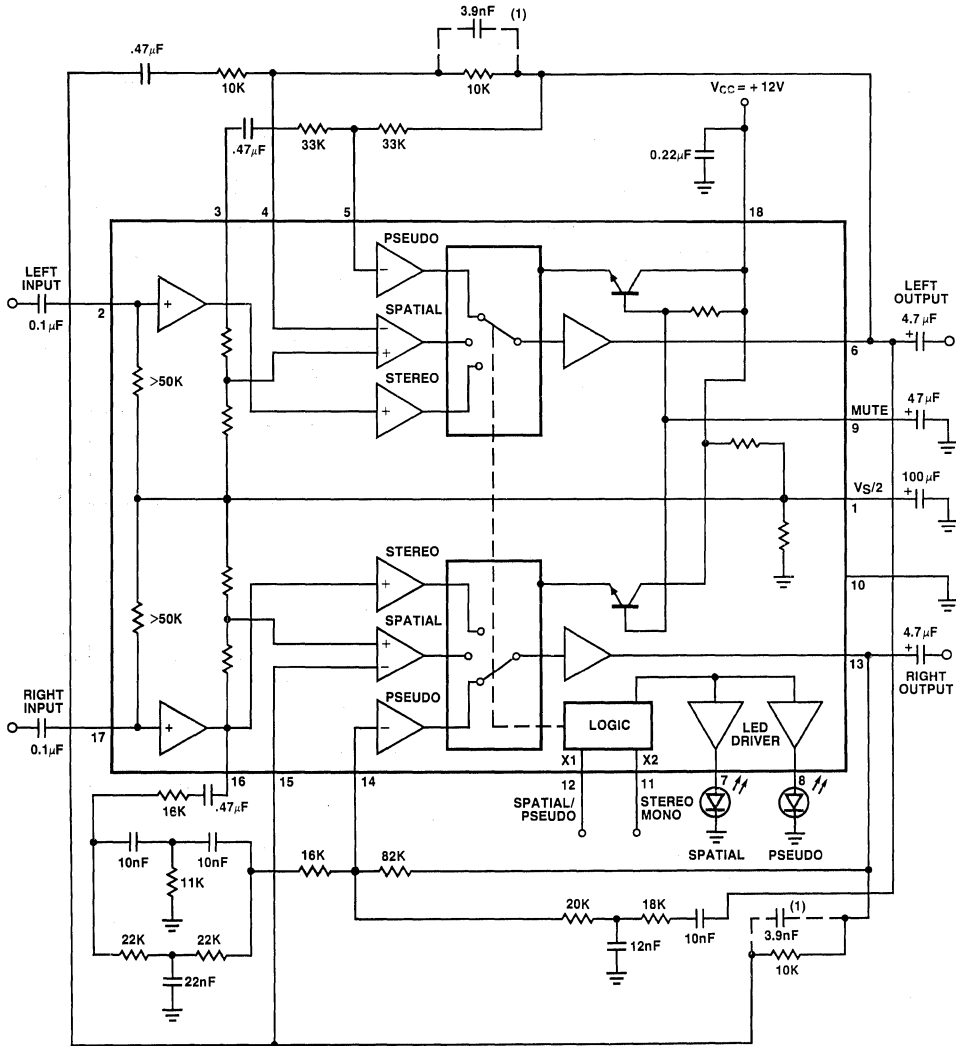 3.9nF (1)
.47µF
10K
10K
VCC = + 12V
.47µF
33K
33K
0.22µF
3
4
5
18
PSEUDO
LEFT
INPUT
0.1µF
2
+
−
SPATIAL
−
+
STEREO
+
>50K
LEFT
OUTPUT
4.7µF
+
6
MUTE
9
47µF
+
VS/2
1
100µF
+
10
STEREO
+
SPATIAL
+
−
PSEUDO
−
>50K
4.7µF
+
13
RIGHT
OUTPUT
RIGHT
INPUT
0.1µF
17
+
LOGIC
LED
DRIVER
X1
X2
16
15
14
12
11
7
8
SPATIAL/
PSEUDO
STEREO
MONO
SPATIAL
PSEUDO
16K
.47µF
10nF
10nF
11K
16K
82K
22K
22K
22nF
20K
18K
12nF
10nF
(1)
3.9nF
10K